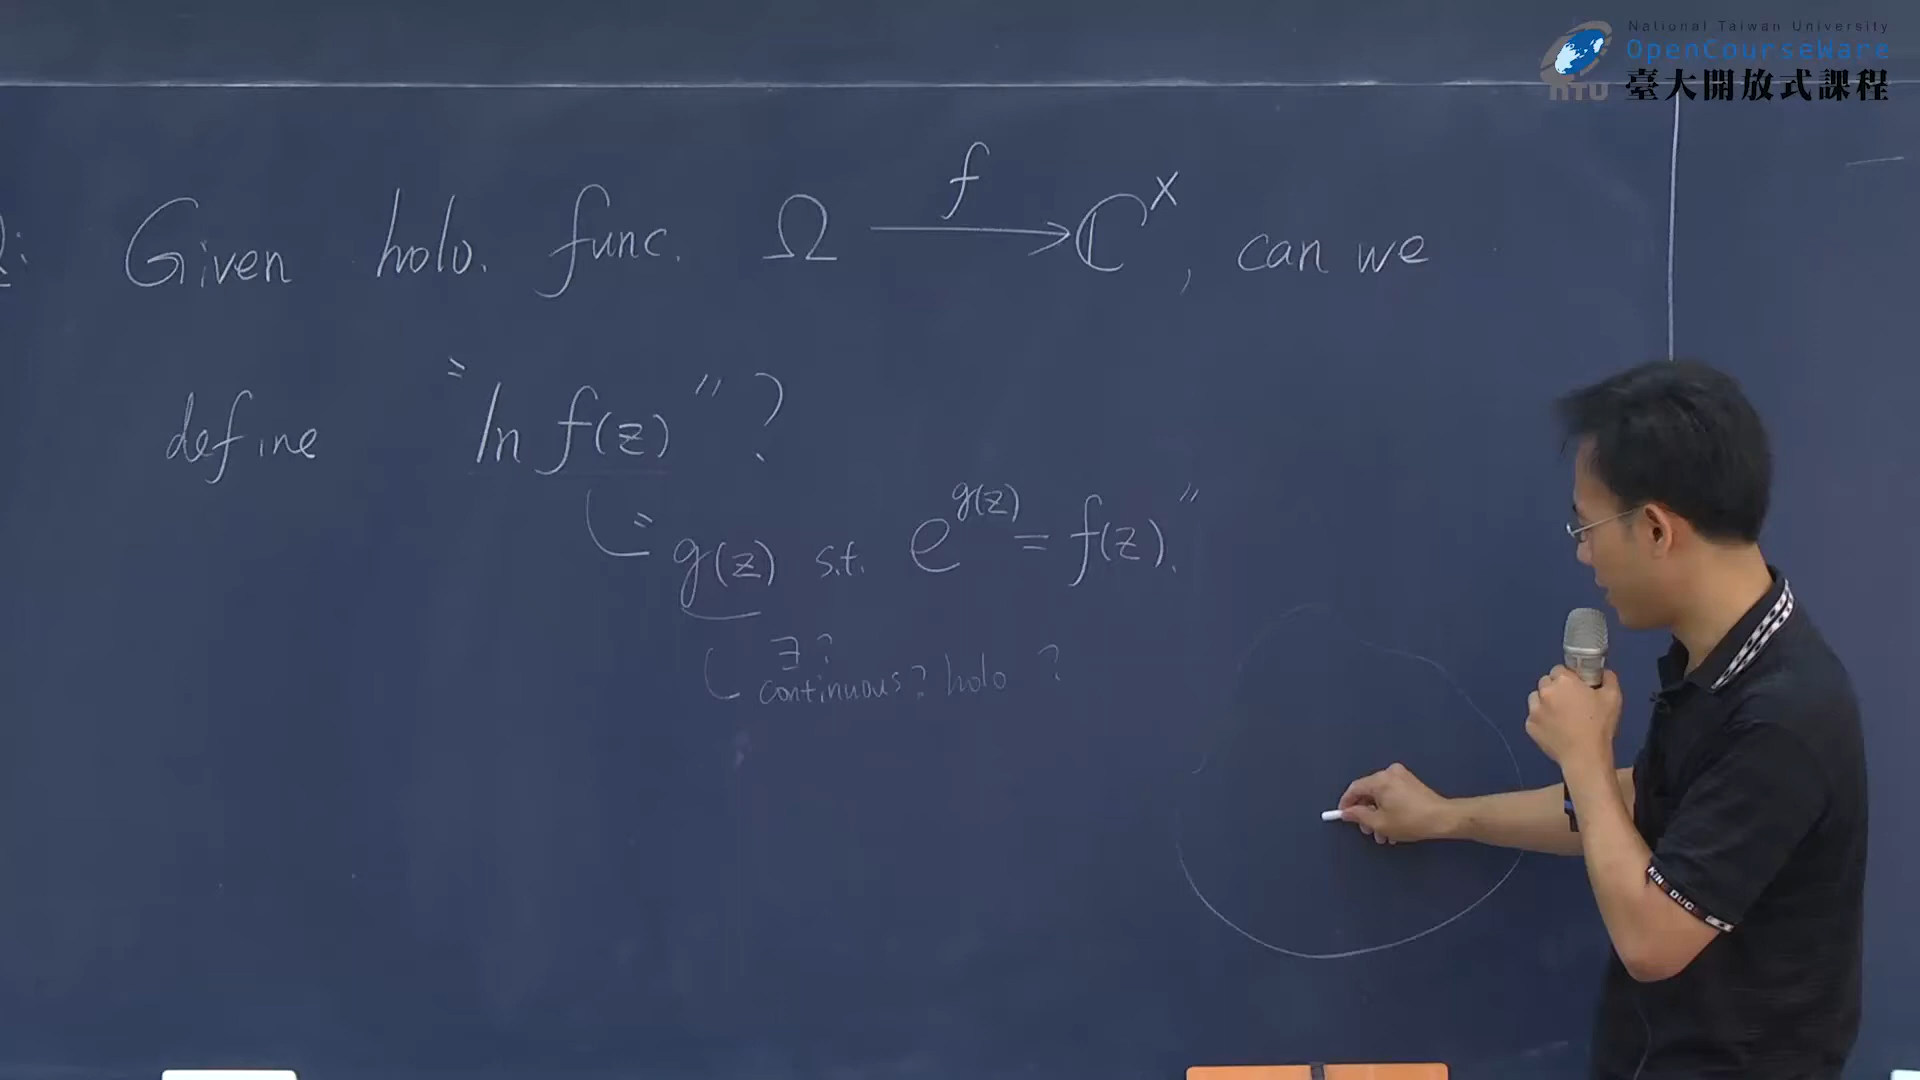 National Taiwan University
OpenCourseWare
臺大開放式課程
NTU
Q: Given holo. func. Ω —f→ ℂ^×, can we
define "ln f(z)"?
"g(z) s.t. e^{g(z)} = f(z)."
∃?
continuous? holo?